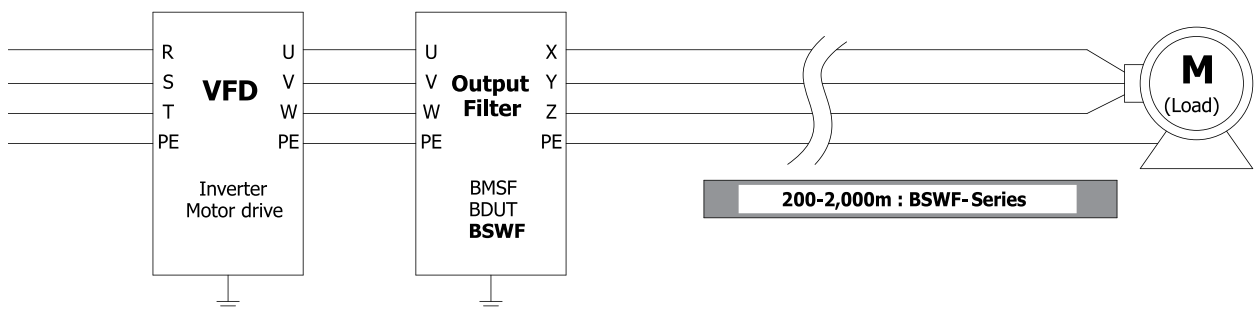 R U U X
S VFD V V Output Y
T W W Filter Z
PE PE PE PE
Inverter
Motor drive
BMSF
BDUT
BSWF
M
(Load)
200-2,000m : BSWF-Series